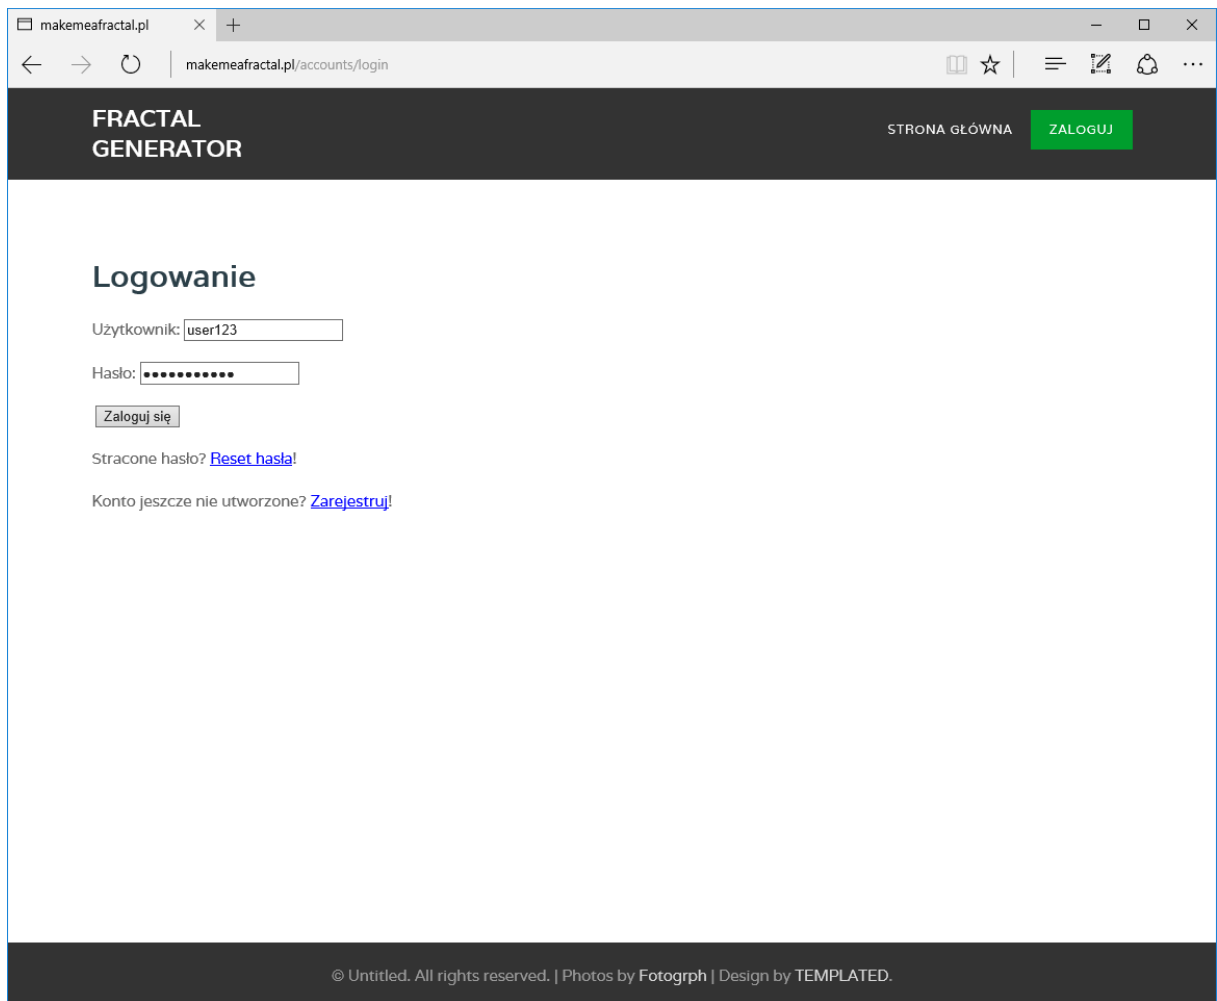 makemeafractal.pl
makemeafractal.pl/accounts/login
FRACTAL
GENERATOR
STRONA GŁÓWNA
ZALOGUJ
Logowanie
Użytkownik: user123
Hasło: •••••••••••
Zaloguj się
Stracone hasło? Reset hasła!
Konto jeszcze nie utworzone? Zarejestruj!
© Untitled. All rights reserved. | Photos by Fotogrph | Design by TEMPLATED.